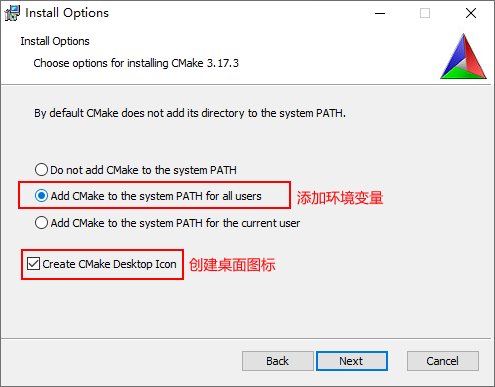 Install Options
Install Options
Choose options for installing CMake 3.17.3
By default CMake does not add its directory to the system PATH.
Do not add CMake to the system PATH
Add CMake to the system PATH for all users 添加环境变量
Add CMake to the system PATH for the current user
Create CMake Desktop Icon 创建桌面图标
Back Next Cancel